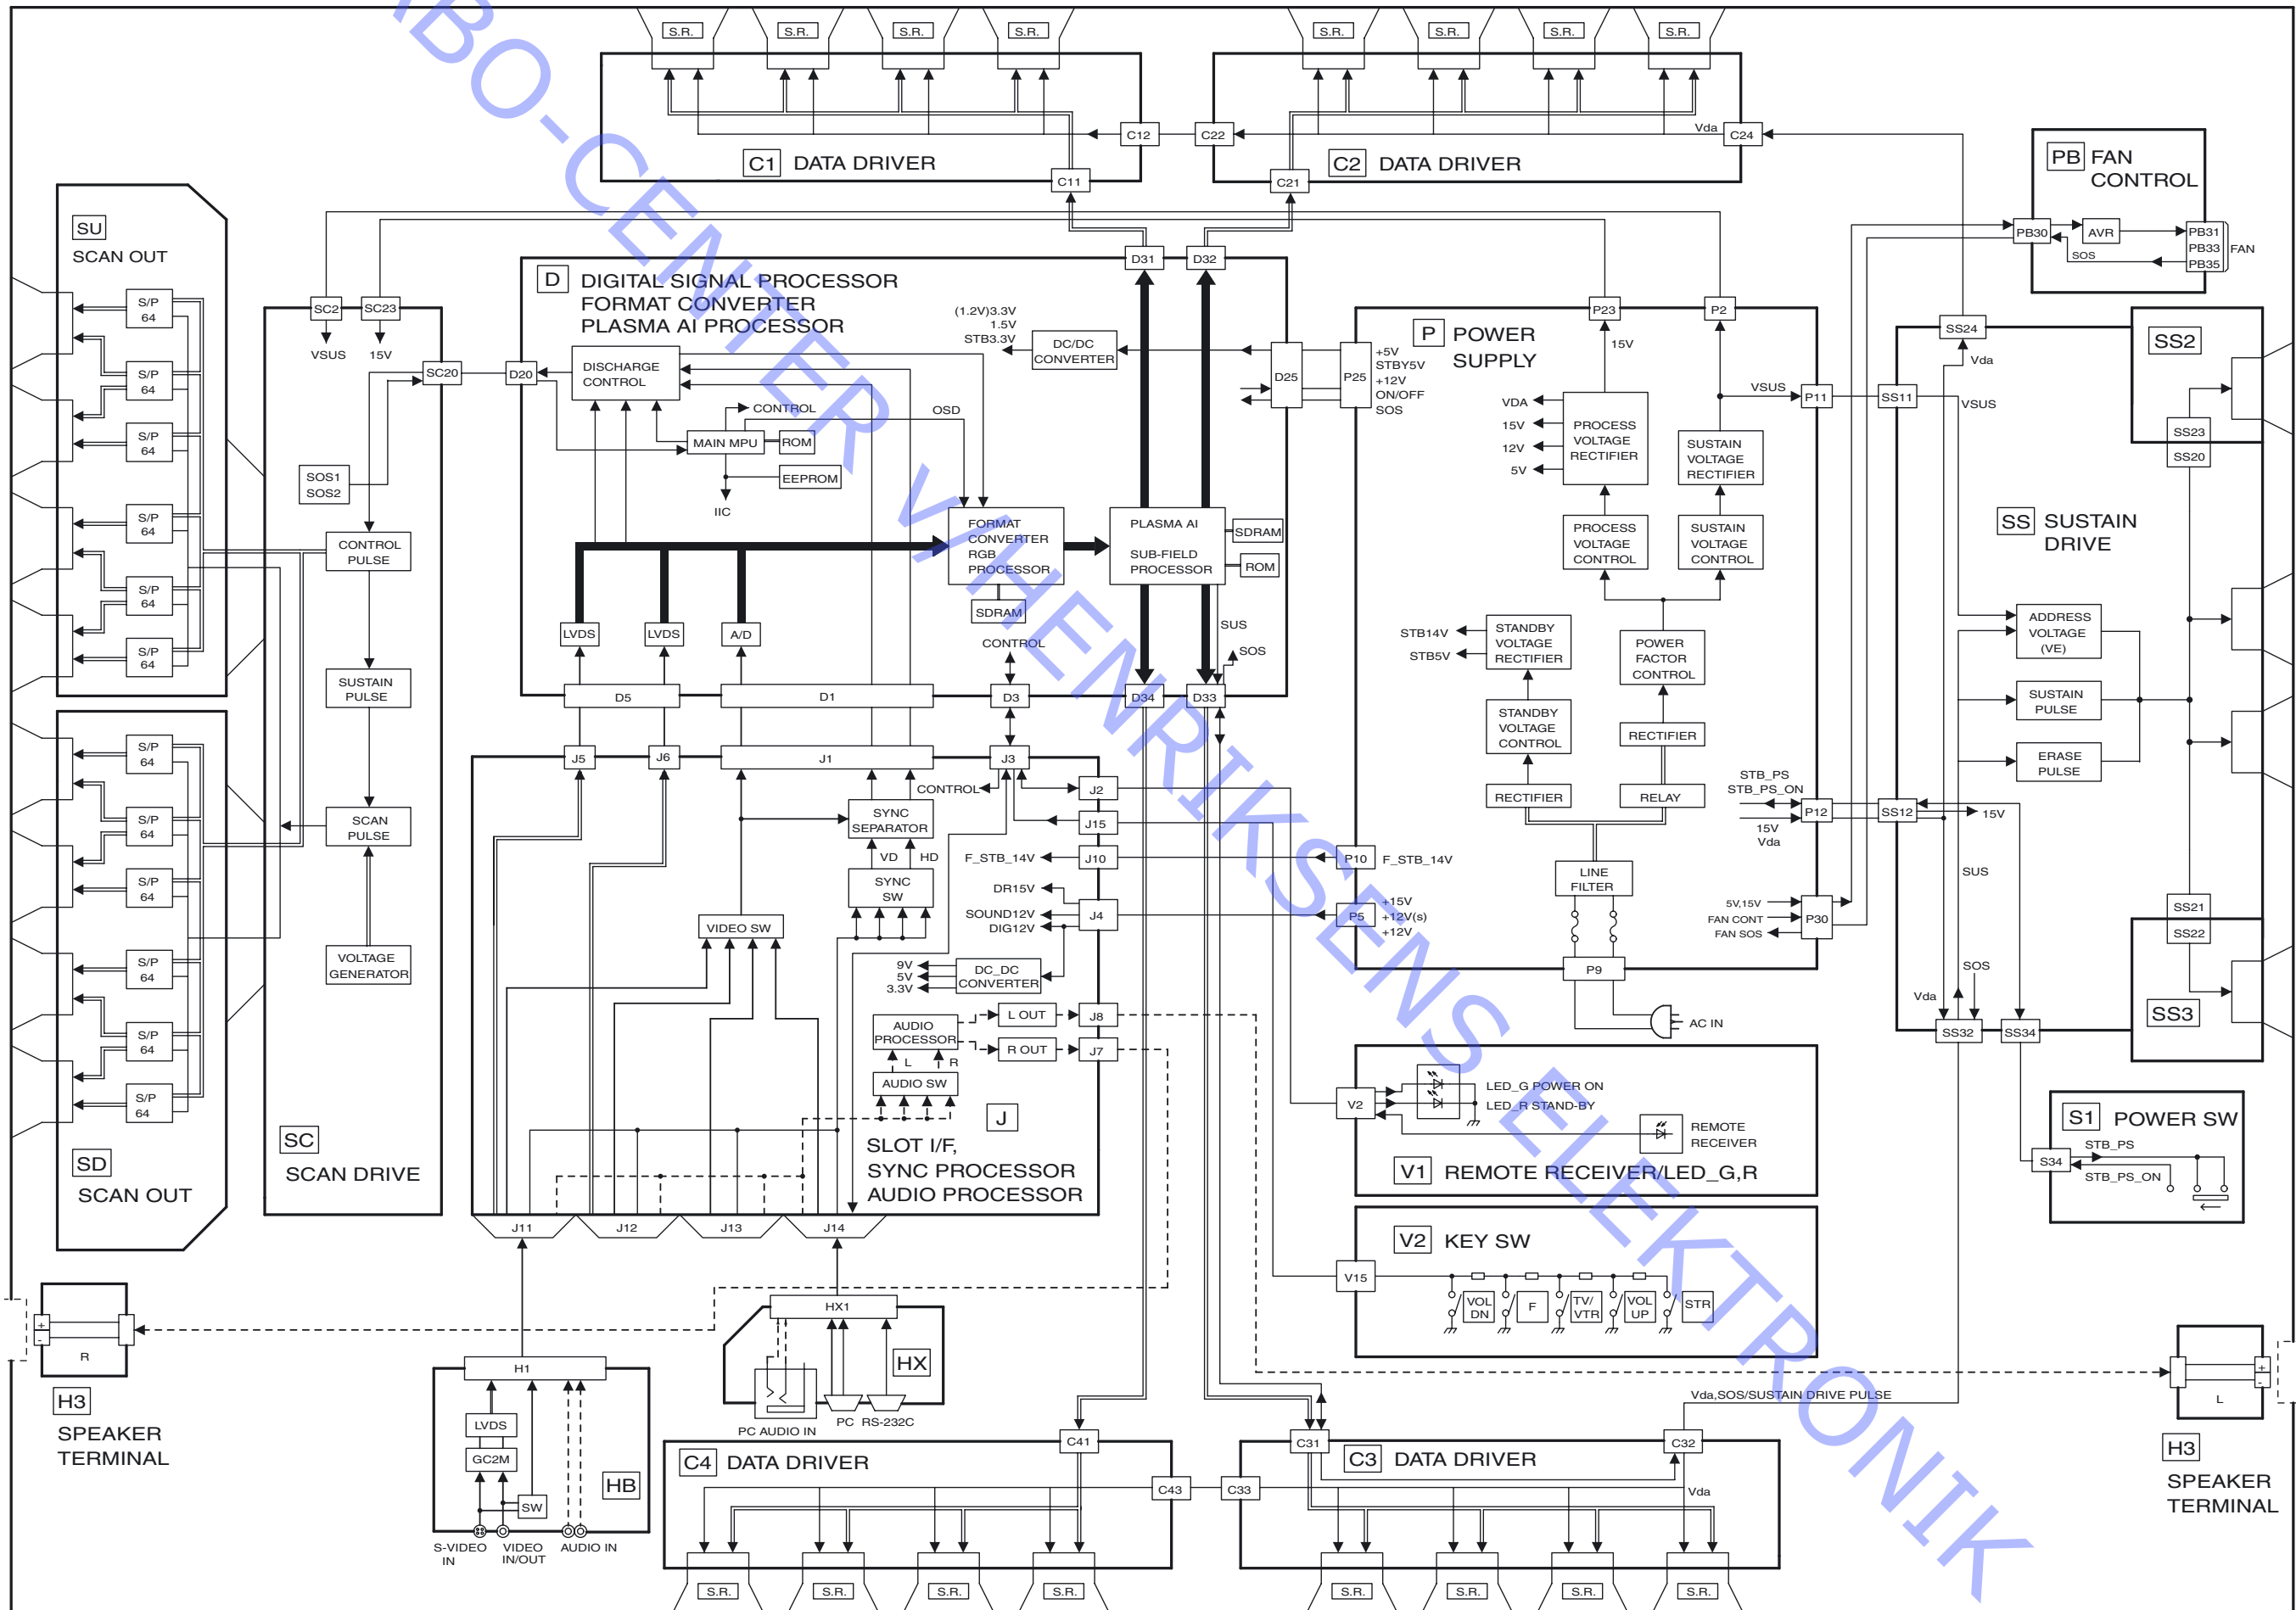 S.R. S.R. S.R. S.R. S.R. S.R. S.R. S.R.
C12 C22 Vda C24
C1 DATA DRIVER
C11
C2 DATA DRIVER
C21
PB FAN
CONTROL
PB30 AVR PB31
PB33
PB35
FAN
SOS
SU
SCAN OUT
S/P
64
S/P
64
S/P
64
S/P
64
S/P
64
S/P
64
SC2 SC23
VSUS 15V
SC20
SOS1
SOS2
CONTROL
PULSE
SUSTAIN
PULSE
SCAN
PULSE
VOLTAGE
GENERATOR
SC
SCAN DRIVE
S/P
64
S/P
64
S/P
64
S/P
64
S/P
64
S/P
64
SD
SCAN OUT
D31 D32
D DIGITAL SIGNAL PROCESSOR
FORMAT CONVERTER
PLASMA AI PROCESSOR
(1.2V)3.3V
1.5V
STB3.3V
DC/DC
CONVERTER
D20
DISCHARGE
CONTROL
D25
CONTROL
OSD
MAIN MPU ROM
EEPROM
IIC
FORMAT
CONVERTER
RGB
PROCESSOR
SDRAM
PLASMA AI
SUB-FIELD
PROCESSOR
SDRAM
ROM
LVDS LVDS A/D
CONTROL
SUS
SOS
D5 D1 D3 D34 D33
P23 P2
P POWER
SUPPLY
15V
P25
+5V
STBY5V
+12V
ON/OFF
SOS
VDA
15V
12V
5V
PROCESS
VOLTAGE
RECTIFIER
SUSTAIN
VOLTAGE
RECTIFIER
VSUS P11
PROCESS
VOLTAGE
CONTROL
SUSTAIN
VOLTAGE
CONTROL
STB14V
STB5V
STANDBY
VOLTAGE
RECTIFIER
POWER
FACTOR
CONTROL
STANDBY
VOLTAGE
CONTROL
RECTIFIER
RECTIFIER RELAY
STB_PS
STB_PS_ON
P12
15V
Vda
P10 F_STB_14V
LINE
FILTER
P5
+15V
+12V(s)
+12V
5V,15V
FAN CONT
FAN SOS
P30
P9
AC IN
SS24
Vda
SS11 VSUS
SS2
SS23
SS20
SS SUSTAIN
DRIVE
ADDRESS
VOLTAGE
(VE)
SUSTAIN
PULSE
ERASE
PULSE
SS12 15V
SUS
SS21
SS22
SOS
Vda
SS32 SS34
SS3
J5 J6 J1 J3
CONTROL J2
J15
SYNC
SEPARATOR
VD HD
F_STB_14V J10
SYNC
SW
DR15V
SOUND12V
DIG12V
J4
VIDEO SW
9V
5V
3.3V
DC_DC
CONVERTER
AUDIO
PROCESSOR
L OUT J8
R OUT J7
L R
AUDIO SW
J
SLOT I/F,
SYNC PROCESSOR
AUDIO PROCESSOR
J11 J12 J13 J14
V2
LED_G POWER ON
LED_R STAND-BY
REMOTE
RECEIVER
V1 REMOTE RECEIVER/LED_G,R
S1 POWER SW
S34
STB_PS
STB_PS_ON
V2 KEY SW
V15
VOL
DN
F
TV/
VTR
VOL
UP
STR
+
-
R
H3
SPEAKER
TERMINAL
H1
LVDS
GC2M
SW
HB
S-VIDEO
IN
VIDEO
IN/OUT
AUDIO IN
HX1
HX
PC AUDIO IN
PC RS-232C
+
-
L
H3
SPEAKER
TERMINAL
Vda,SOS/SUSTAIN DRIVE PULSE
C41
C4 DATA DRIVER
C43
C31
C3 DATA DRIVER
C32
C33
Vda
S.R. S.R. S.R. S.R. S.R. S.R. S.R. S.R.
BO-CENTER V/HENRIKSENS ELEKTRONIK